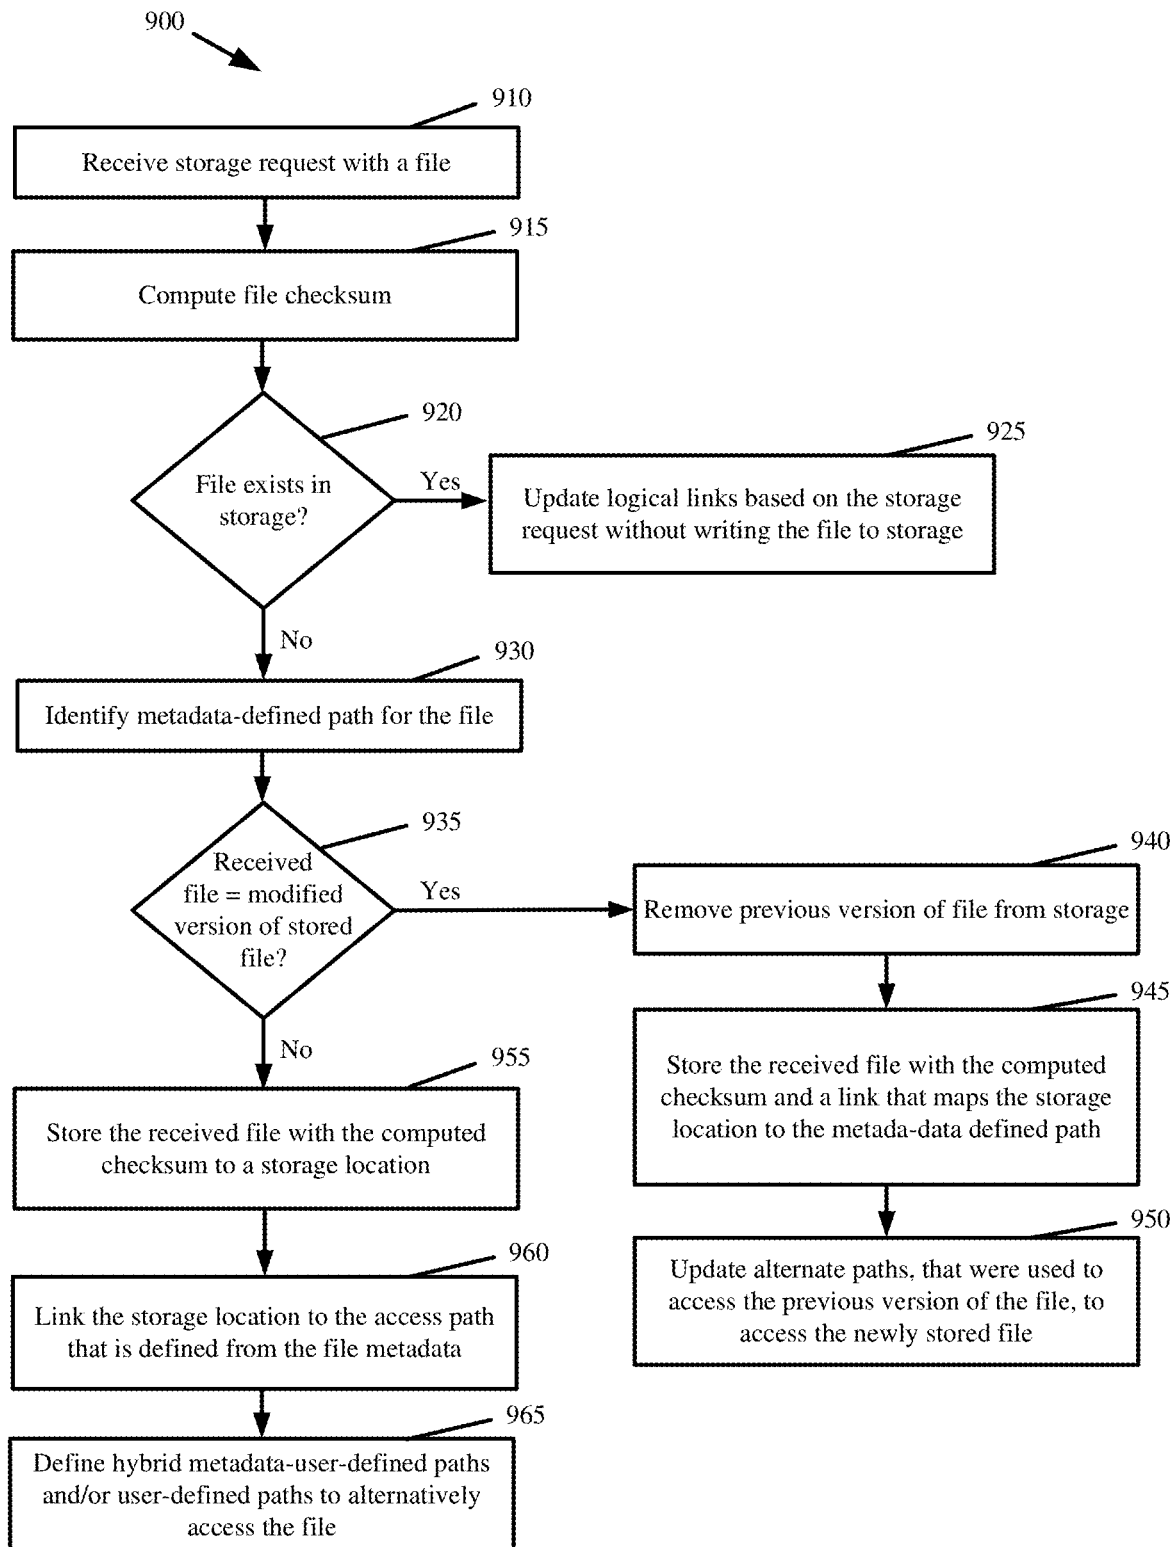 900
910
Receive storage request with a file
915
Compute file checksum
920
File exists in
storage?
Yes
925
Update logical links based on the storage
request without writing the file to storage
No
930
Identify metadata-defined path for the file
935
Received
file = modified
version of stored
file?
Yes
940
Remove previous version of file from storage
945
Store the received file with the computed
checksum and a link that maps the storage
location to the metada-data defined path
950
Update alternate paths, that were used to
access the previous version of the file, to
access the newly stored file
No
955
Store the received file with the computed
checksum to a storage location
960
Link the storage location to the access path
that is defined from the file metadata
965
Define hybrid metadata-user-defined paths
and/or user-defined paths to alternatively
access the file